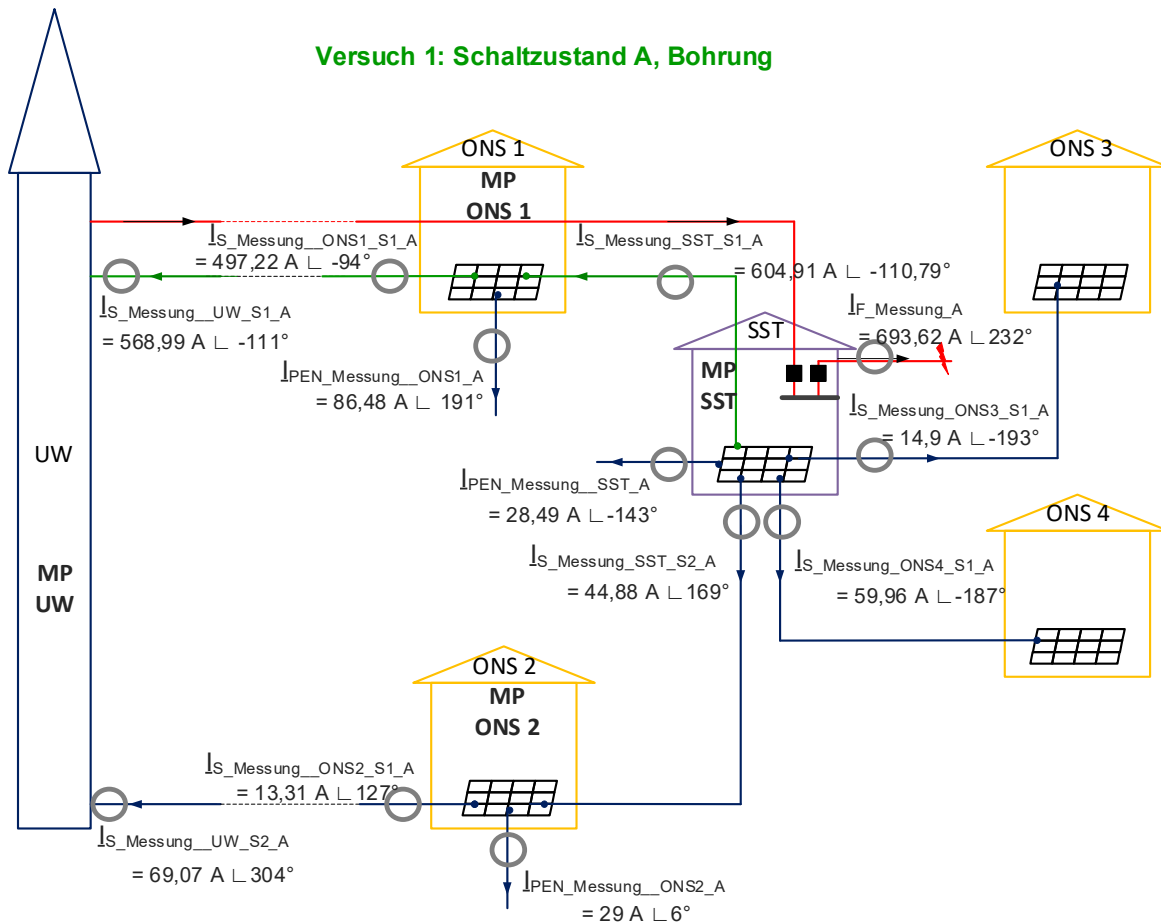 Versuch 1: Schaltzustand A, Bohrung
ONS 1
MP
ONS 1
ONS 3
IS_Messung__ONS1_S1_A
= 497,22 A ∟ -94°
IS_Messung_SST_S1_A
= 604,91 A ∟ -110,79°
IS_Messung__UW_S1_A
= 568,99 A ∟ -111°
IF_Messung_A
= 693,62 A ∟232°
SST
MP
SST
IPEN_Messung__ONS1_A
= 86,48 A ∟ 191°
IS_Messung_ONS3_S1_A
= 14,9 A ∟-193°
UW
IPEN_Messung__SST_A
= 28,49 A ∟-143°
ONS 4
IS_Messung_SST_S2_A
= 44,88 A ∟169°
IS_Messung_ONS4_S1_A
= 59,96 A ∟-187°
MP
UW
ONS 2
MP
ONS 2
IS_Messung__ONS2_S1_A
= 13,31 A ∟127°
IS_Messung__UW_S2_A
= 69,07 A ∟304°
IPEN_Messung__ONS2_A
= 29 A ∟6°